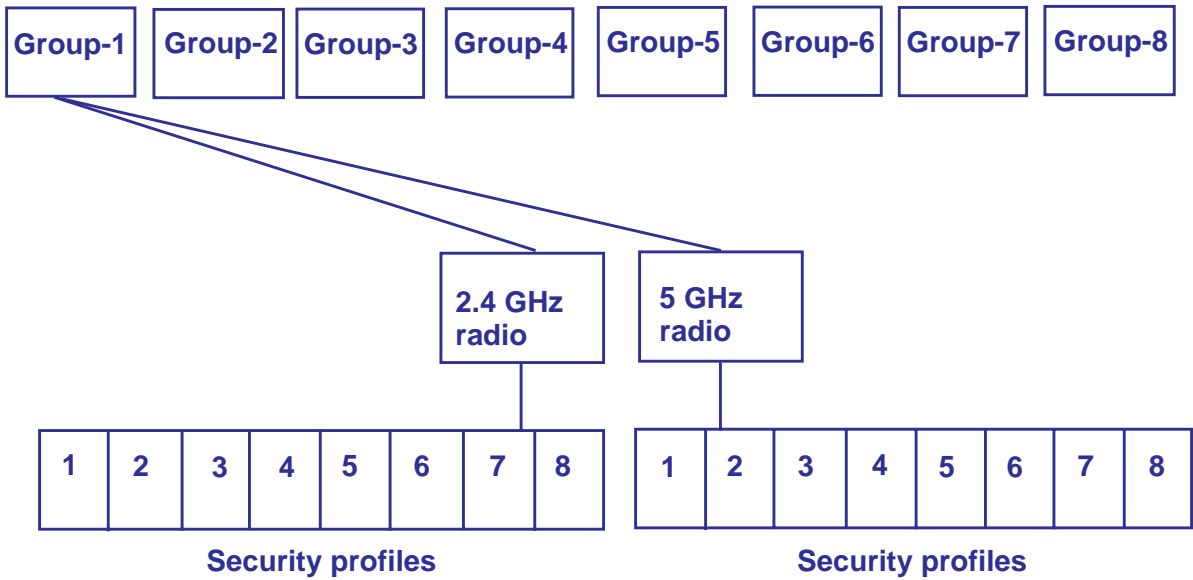 Group-1 Group-2 Group-3 Group-4 Group-5 Group-6 Group-7 Group-8
2.4 GHz
radio
5 GHz
radio
1 2 3 4 5 6 7 8
1 2 3 4 5 6 7 8
Security profiles
Security profiles